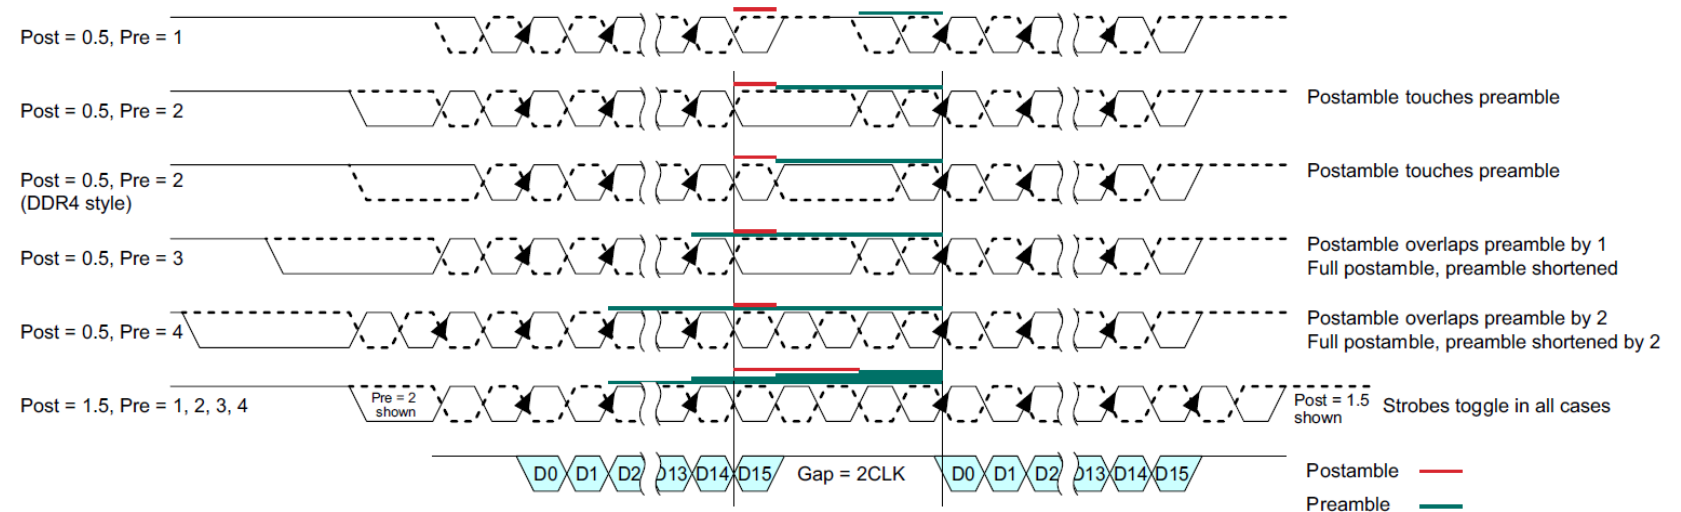 Post = 0.5, Pre = 1
Post = 0.5, Pre = 2
Postamble touches preamble
Post = 0.5, Pre = 2
(DDR4 style)
Postamble touches preamble
Post = 0.5, Pre = 3
Postamble overlaps preamble by 1
Full postamble, preamble shortened
Post = 0.5, Pre = 4
Postamble overlaps preamble by 2
Full postamble, preamble shortened by 2
Post = 1.5, Pre = 1, 2, 3, 4
Pre = 2
shown
Post = 1.5
shown
Strobes toggle in all cases
D0 D1 D2 D13 D14 D15 Gap = 2CLK D0 D1 D2 D13 D14 D15
Postamble
Preamble